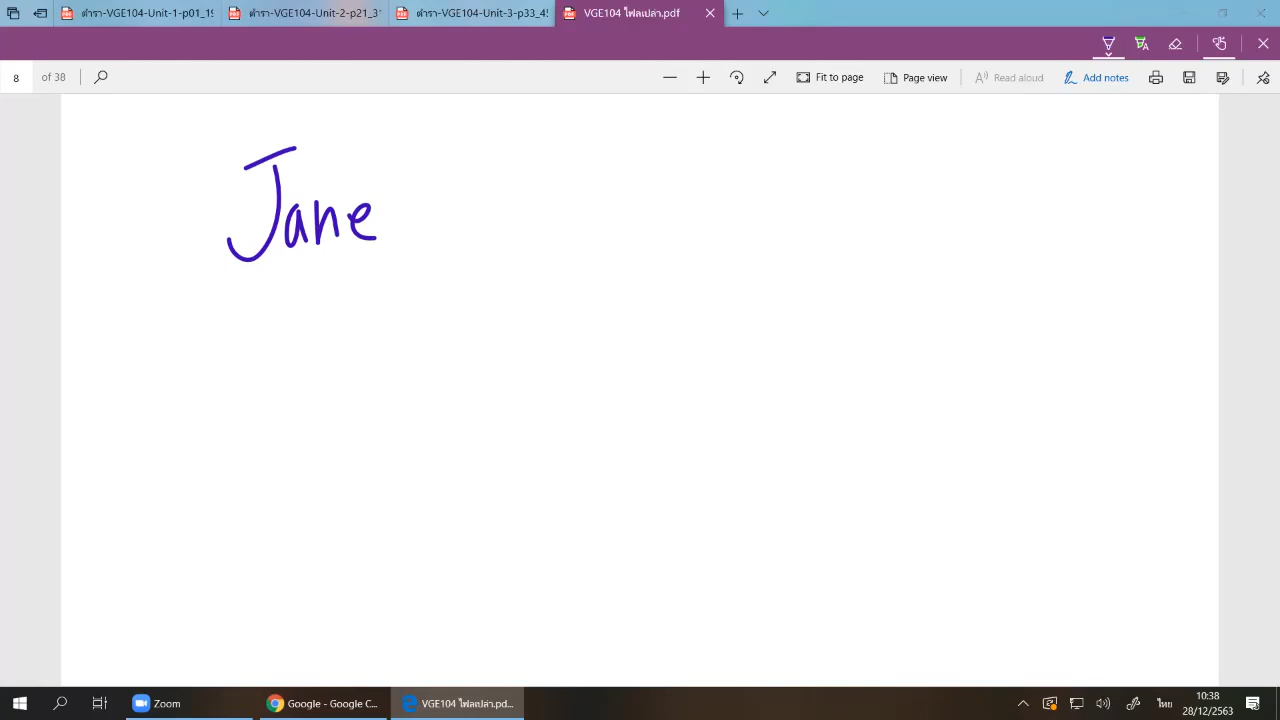 ตำรา-VGE104-Unit-1-p01_1
ตำรา-VGE104-Unit-2-p21_3
ตำรา-VGE104-Unit-3-p33_4
VGE104 ไฟลเปล่า.pdf
8 of 38
Fit to page
Page view
Read aloud
Add notes
Jane
Zoom
Google - Google C...
VGE104 ไฟลเปล่า.pd...
ไทย
10:38
28/12/2563